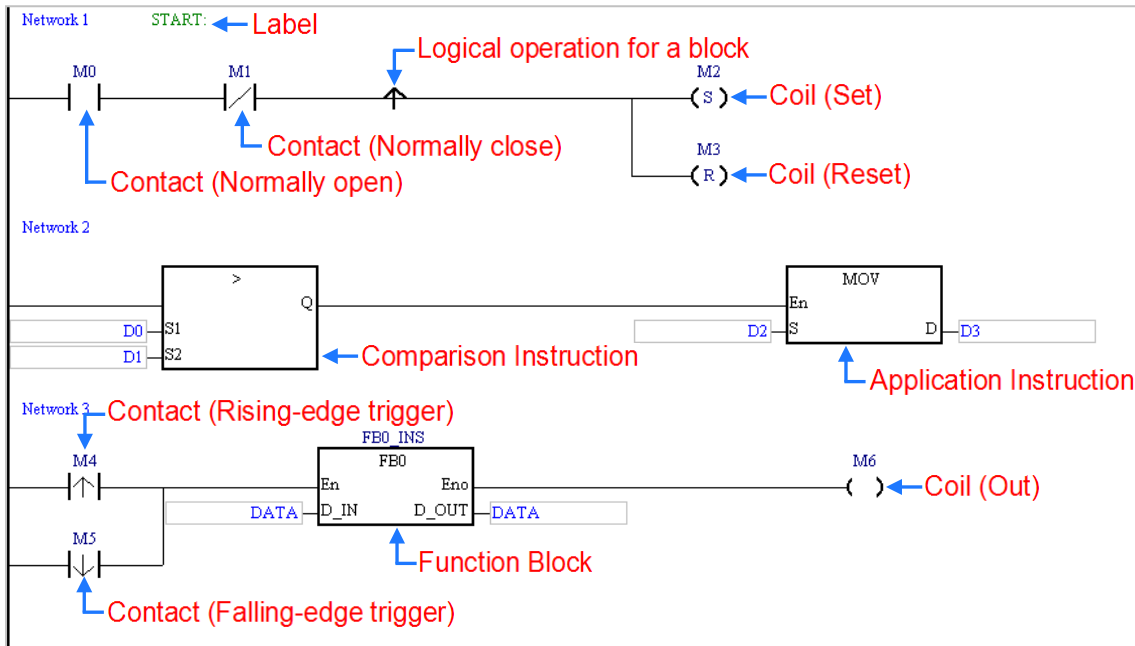 Network 1
START:
Label
Logical operation for a block
M0
M1
M2
S
Coil (Set)
Contact (Normally close)
M3
R
Coil (Reset)
Contact (Normally open)
Network 2
>
Q
D0
S1
D1
S2
Comparison Instruction
MOV
En
D2
S
D
D3
Application Instruction
Network 3
Contact (Rising-edge trigger)
M4
FB0_INS
FB0
En
Eno
DATA
D_IN
D_OUT
DATA
M6
Coil (Out)
M5
Function Block
Contact (Falling-edge trigger)